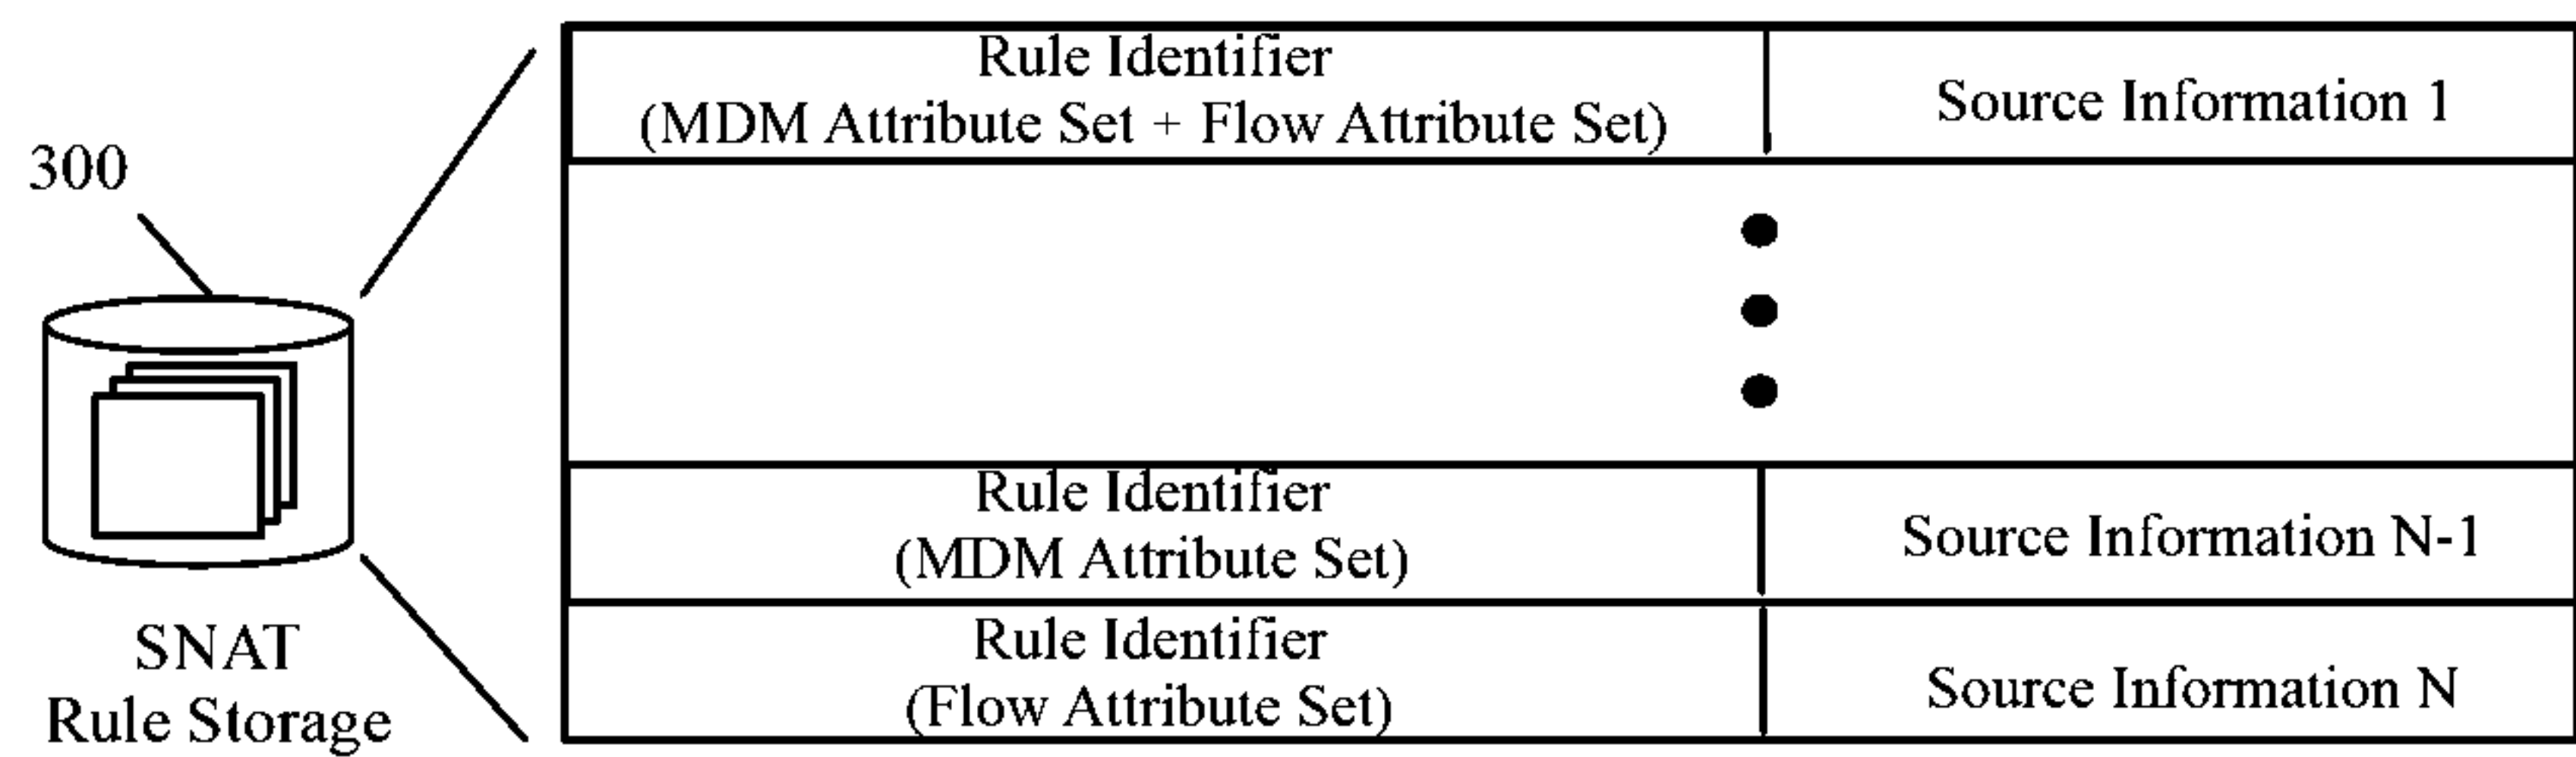 300
SNAT
Rule Storage
Rule Identifier
(MDM Attribute Set + Flow Attribute Set)
Source Information 1
Rule Identifier
(MDM Attribute Set)
Source Information N-1
Rule Identifier
(Flow Attribute Set)
Source Information N